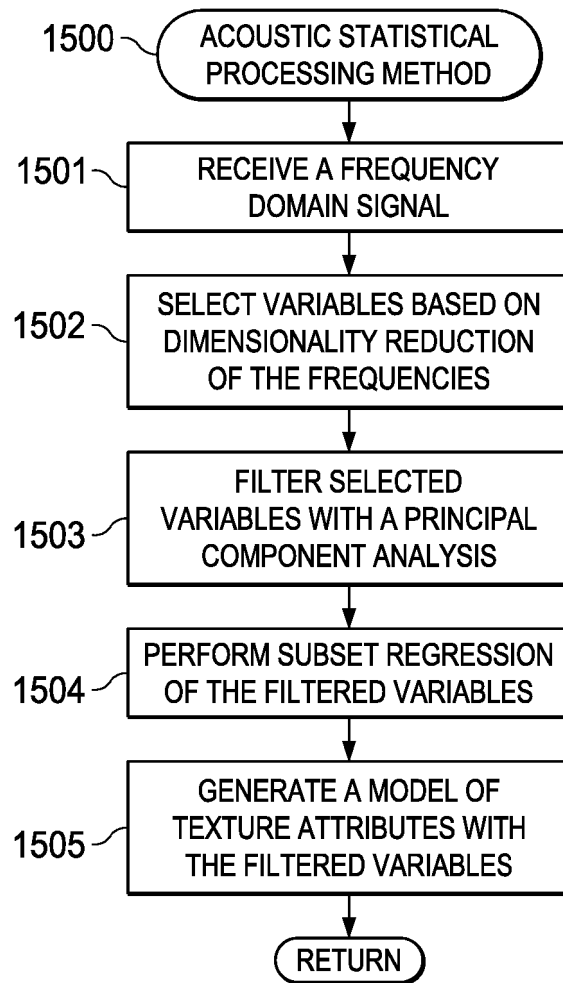 1500
ACOUSTIC STATISTICAL
PROCESSING METHOD
1501
RECEIVE A FREQUENCY
DOMAIN SIGNAL
1502
SELECT VARIABLES BASED ON
DIMENSIONALITY REDUCTION
OF THE FREQUENCIES
1503
FILTER SELECTED
VARIABLES WITH A PRINCIPAL
COMPONENT ANALYSIS
1504
PERFORM SUBSET REGRESSION
OF THE FILTERED VARIABLES
1505
GENERATE A MODEL OF
TEXTURE ATTRIBUTES WITH
THE FILTERED VARIABLES
RETURN